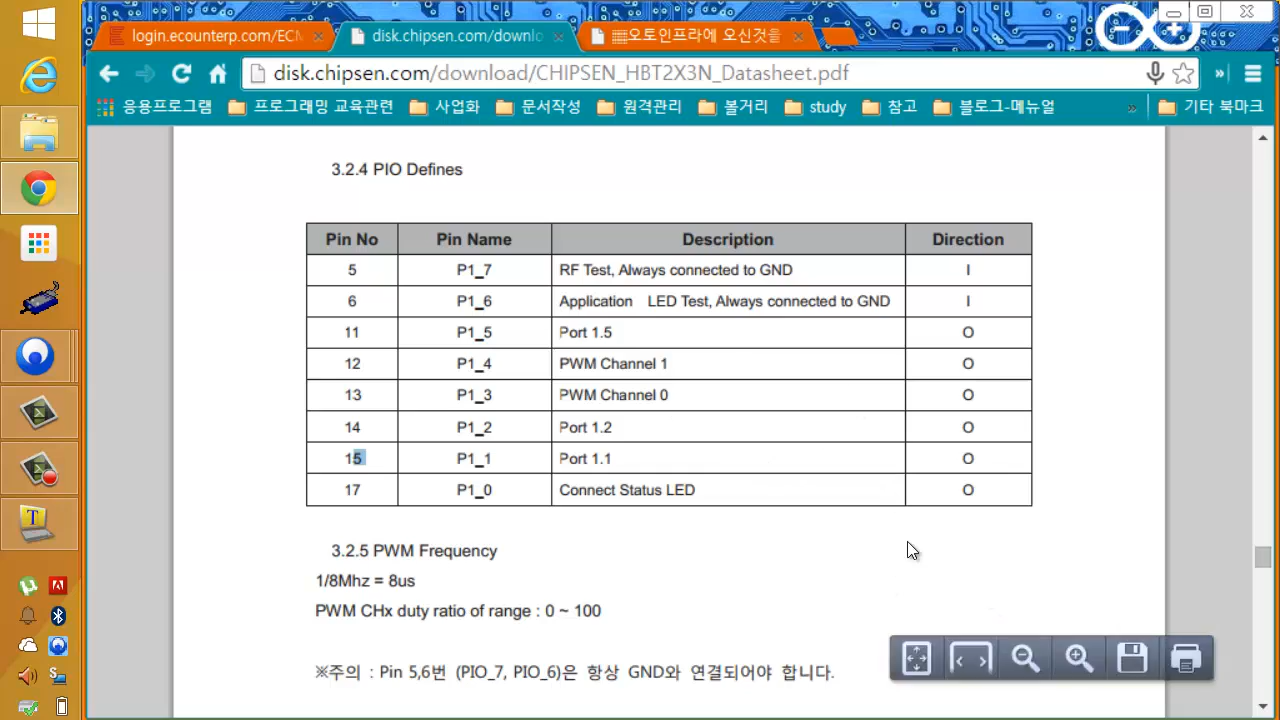 login.ecounterp.com/ECM
disk.chipsen.com/downlo
오토인프라에 오신것을
disk.chipsen.com/download/CHIPSEN_HBT2X3N_Datasheet.pdf
응용프로그램 프로그래밍 교육관련 사업화 문서작성 원격관리 볼거리 study 참고 블로그-메뉴얼 » 기타 북마크
3.2.4 PIO Defines
Pin No Pin Name Description Direction
5 P1_7 RF Test, Always connected to GND I
6 P1_6 Application LED Test, Always connected to GND I
11 P1_5 Port 1.5 O
12 P1_4 PWM Channel 1 O
13 P1_3 PWM Channel 0 O
14 P1_2 Port 1.2 O
15 P1_1 Port 1.1 O
17 P1_0 Connect Status LED O
3.2.5 PWM Frequency
1/8Mhz = 8us
PWM CHx duty ratio of range : 0 ~ 100
※주의 : Pin 5,6번 (PIO_7, PIO_6)은 항상 GND와 연결되어야 합니다.